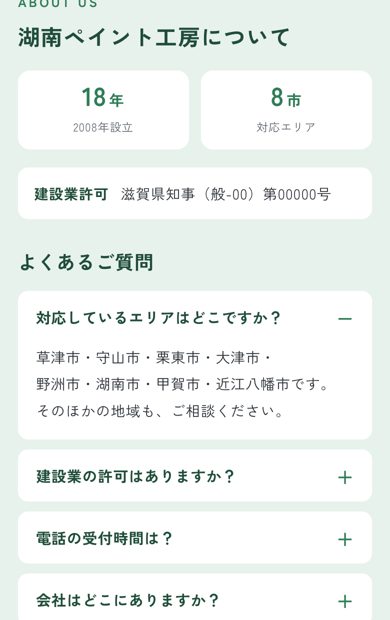 ABOUT US
湖南ペイント工房について
18年
2008年設立
8市
対応エリア
建設業許可 滋賀県知事（般-00）第00000号
よくあるご質問
対応しているエリアはどこですか？
草津市・守山市・栗東市・大津市・
野洲市・湖南市・甲賀市・近江八幡市です。
そのほかの地域も、ご相談ください。
建設業の許可はありますか？
電話の受付時間は？
会社はどこにありますか？